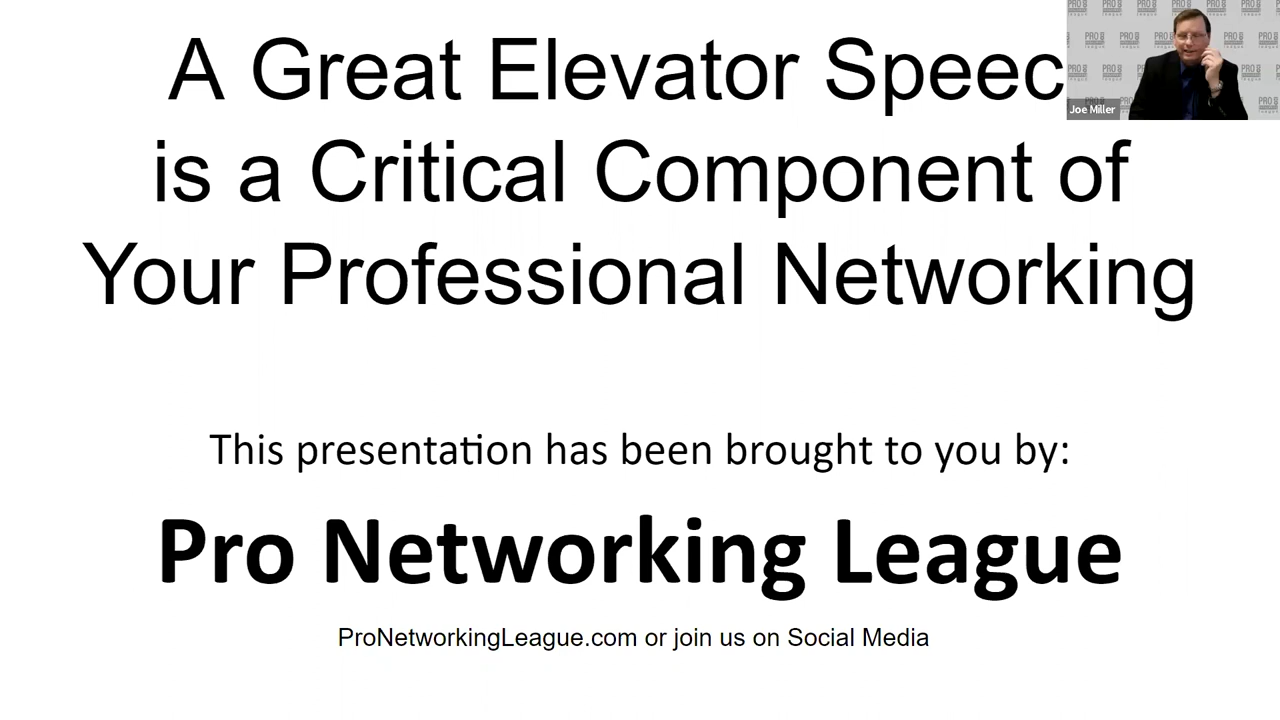 A Great Elevator Speec
is a Critical Component of
Your Professional Networking
This presentation has been brought to you by:
Pro Networking League
ProNetworkingLeague.com or join us on Social Media
Joe Miller